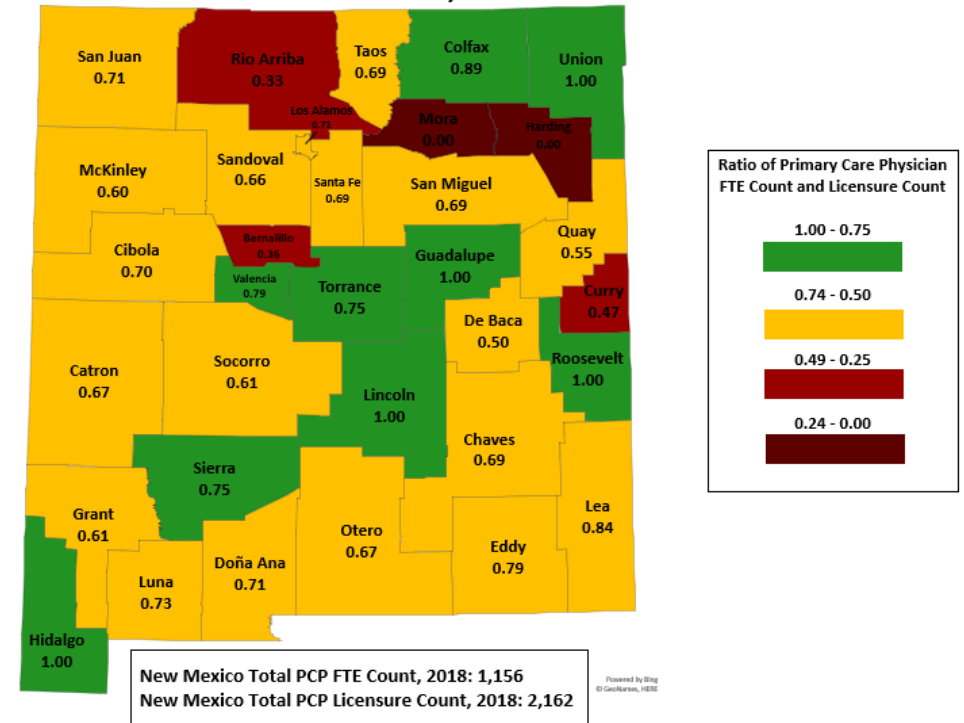 San Juan
0.71
Rio Arriba
0.33
Taos
0.69
Colfax
0.89
Union
1.00
Los Alamos
0.71
Mora
0.00
Harding
0.00
McKinley
0.60
Sandoval
0.66
Santa Fe
0.69
San Miguel
0.69
Quay
0.55
Cibola
0.70
Bernalillo
0.36
Valencia
0.79
Torrance
0.75
Guadalupe
1.00
Curry
0.47
De Baca
0.50
Roosevelt
1.00
Catron
0.67
Socorro
0.61
Lincoln
1.00
Chaves
0.69
Sierra
0.75
Grant
0.61
Luna
0.73
Doña Ana
0.71
Otero
0.67
Eddy
0.79
Lea
0.84
Hidalgo
1.00
Ratio of Primary Care Physician
FTE Count and Licensure Count
1.00 - 0.75
0.74 - 0.50
0.49 - 0.25
0.24 - 0.00
New Mexico Total PCP FTE Count, 2018: 1,156
New Mexico Total PCP Licensure Count, 2018: 2,162
Powered by Bing
© GeoNames, HERE